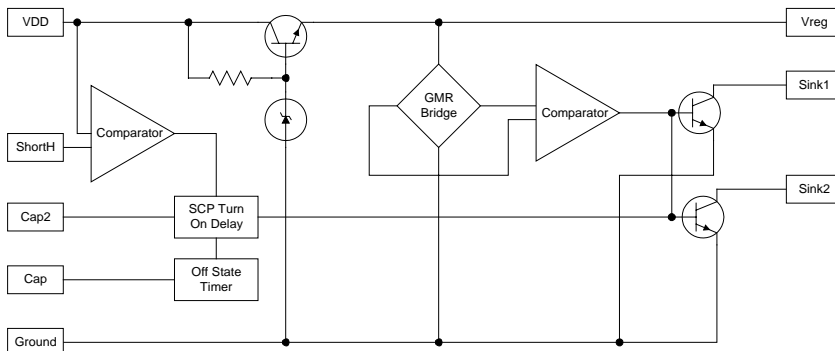 VDD
Vreg
GMR
Bridge
Comparator
Sink1
Comparator
ShortH
Sink2
Cap2
SCP Turn
On Delay
Cap
Off State
Timer
Ground